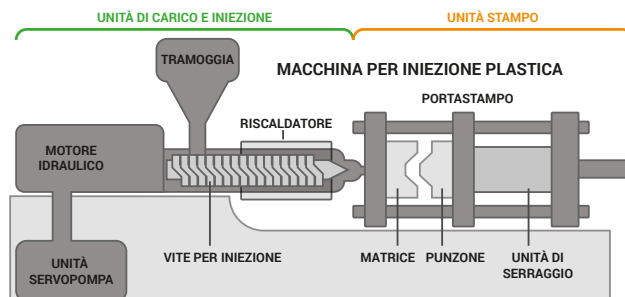 UNITÀ DI CARICO E INIEZIONE
UNITÀ STAMPO
TRAMOGGIA
MACCHINA PER INIEZIONE PLASTICA
PORTASTAMPO
RISCALDATORE
MOTORE
IDRAULICO
VITE PER INIEZIONE
MATRICE
PUNZONE
UNITÀ DI
SERRAGGIO
UNITÀ
SERVOPOMPA